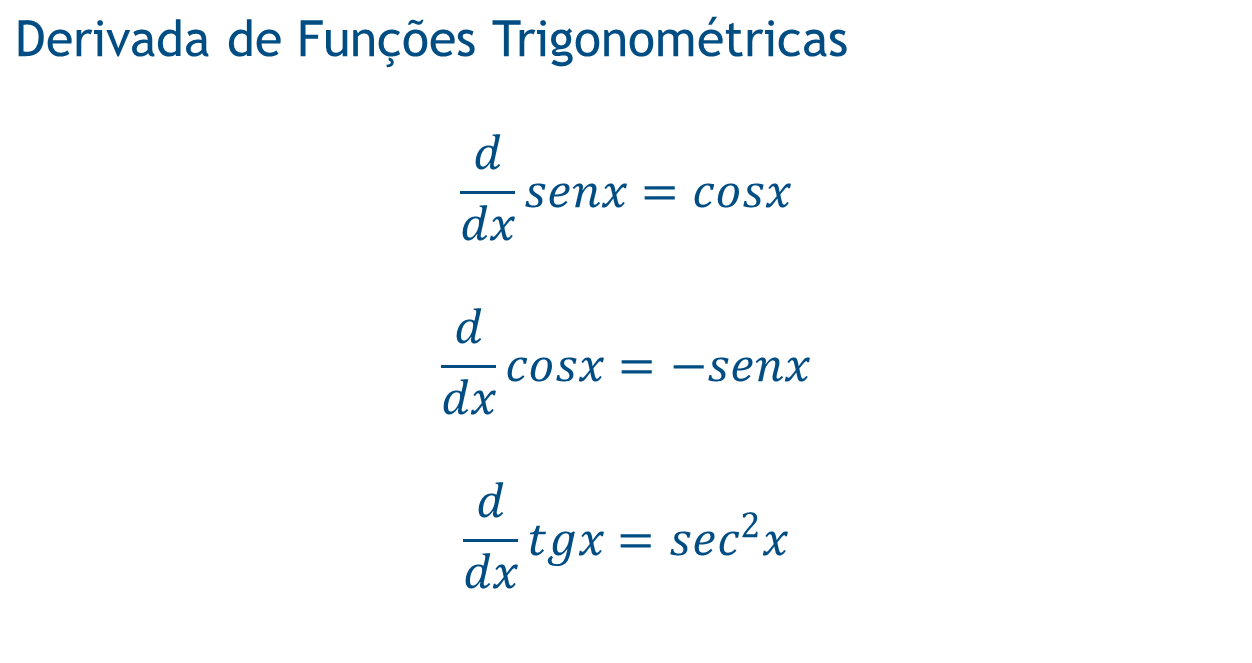 Derivada de Funções Trigonométricas
d/dx senx = cosx
d/dx cosx = −senx
d/dx tgx = sec²x